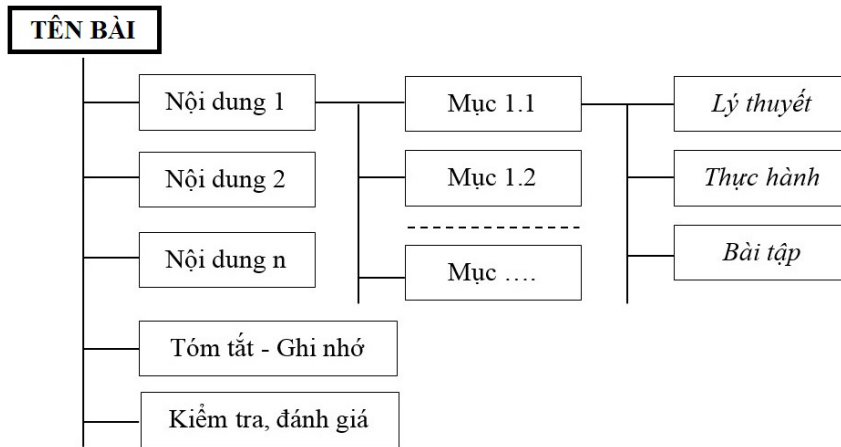 TÊN BÀI
Nội dung 1
Mục 1.1
Lý thuyết
Nội dung 2
Mục 1.2
Thực hành
Nội dung n
Mục ....
Bài tập
Tóm tắt - Ghi nhớ
Kiểm tra, đánh giá